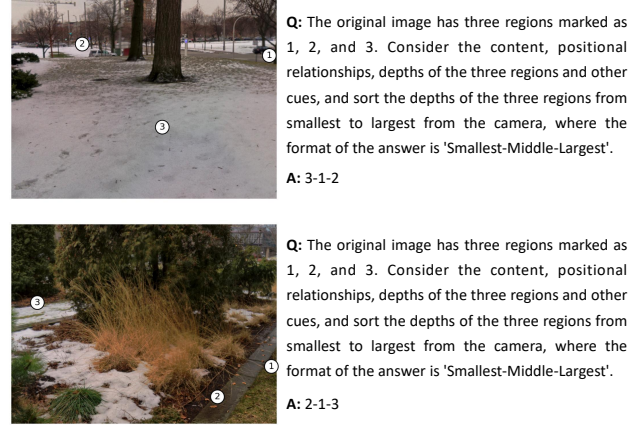 2
1
3
Q: The original image has three regions marked as
1, 2, and 3. Consider the content, positional
relationships, depths of the three regions and other
cues, and sort the depths of the three regions from
smallest to largest from the camera, where the
format of the answer is 'Smallest-Middle-Largest'.
A: 3-1-2
3
1
2
Q: The original image has three regions marked as
1, 2, and 3. Consider the content, positional
relationships, depths of the three regions and other
cues, and sort the depths of the three regions from
smallest to largest from the camera, where the
format of the answer is 'Smallest-Middle-Largest'.
A: 2-1-3